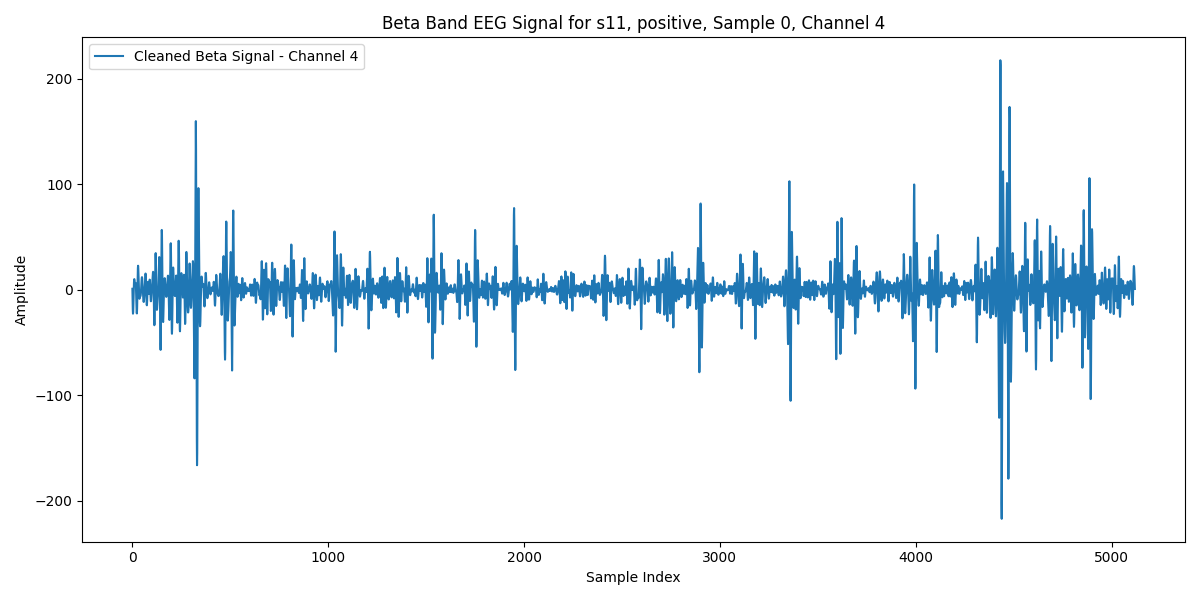 Beta Band EEG Signal for s11, positive, Sample 0, Channel 4
Cleaned Beta Signal - Channel 4
200
100
0
−100
−200
Amplitude
0 1000 2000 3000 4000 5000
Sample Index